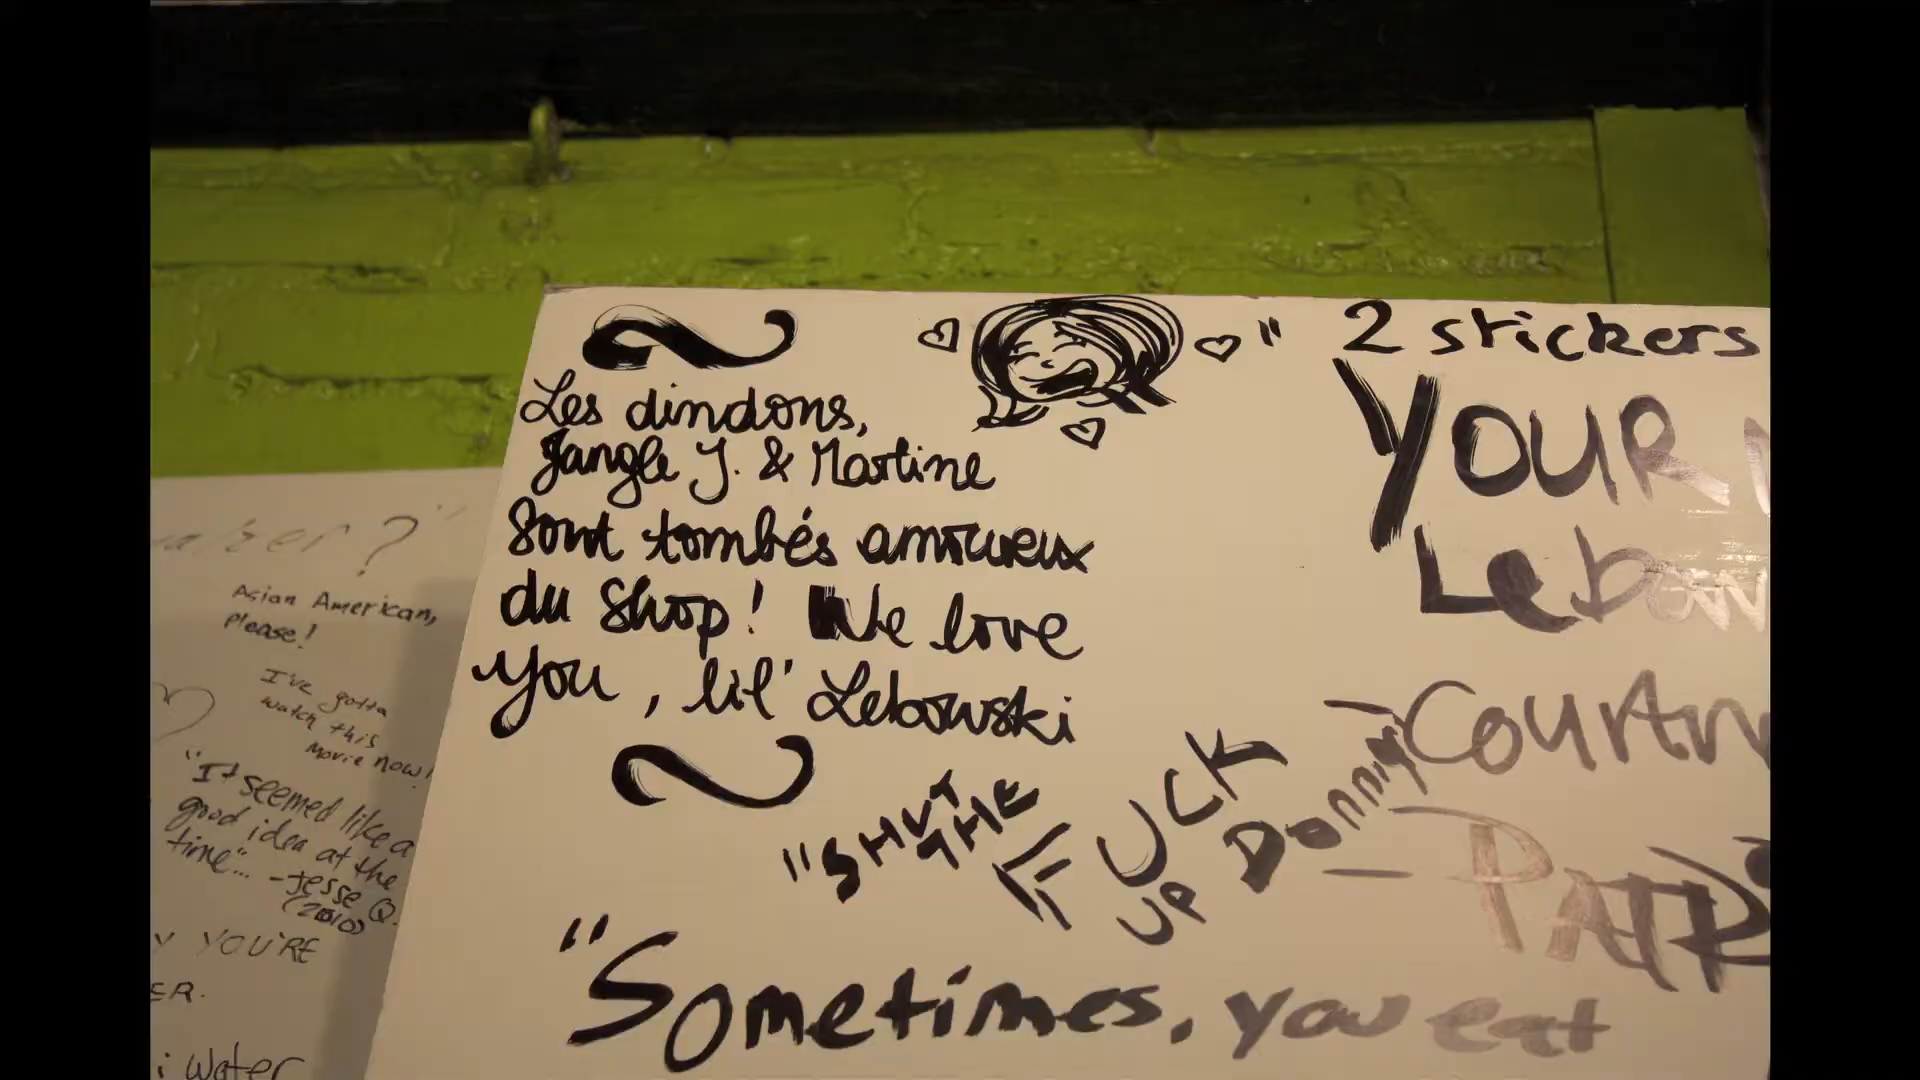 Les dindons,
Jangle J. & Martine
sont tombés amoureux
du shop! We love
you, lil' Lebowski
" 2 stickers
YOUR
Lebow
Courtn
"SHUT
THE
FUCK
UP Donny"
"Sometimes, you eat
?"
Asian American,
please!
I've gotta
watch this
Movie now!
"It seemed like a
good idea at the
time"... -Jesse Q.
(2010)
Y YOU'RE
ER.
i water